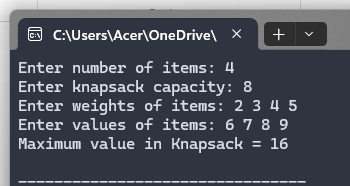 C:\Users\Acer\OneDrive\
Enter number of items: 4
Enter knapsack capacity: 8
Enter weights of items: 2 3 4 5
Enter values of items: 6 7 8 9
Maximum value in Knapsack = 16
--------------------------------